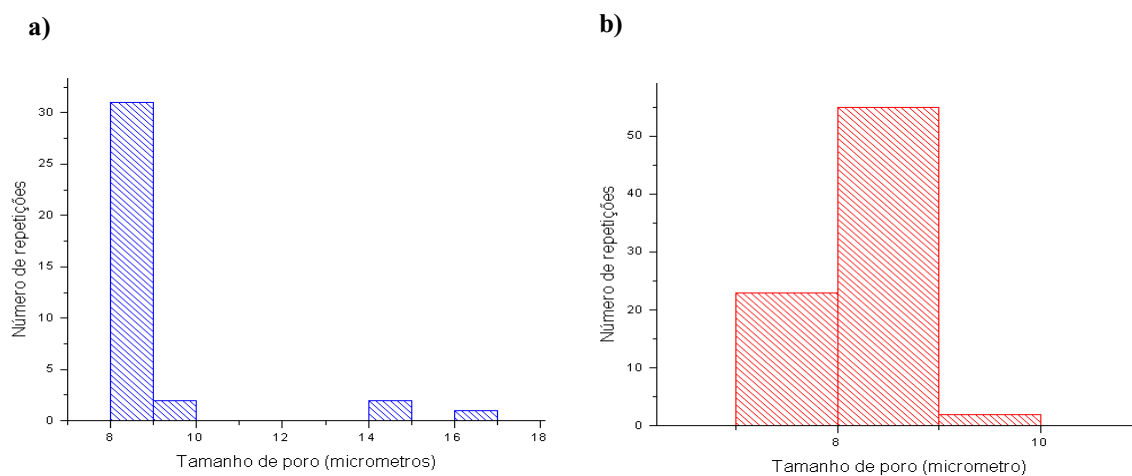 a)
30
25
20
15
10
5
0
Número de repetições
8 10 12 14 16 18
Tamanho de poro (micrometros)
b)
50
40
30
20
10
0
Número de repetições
8 10
Tamanho de poro (micrometro)